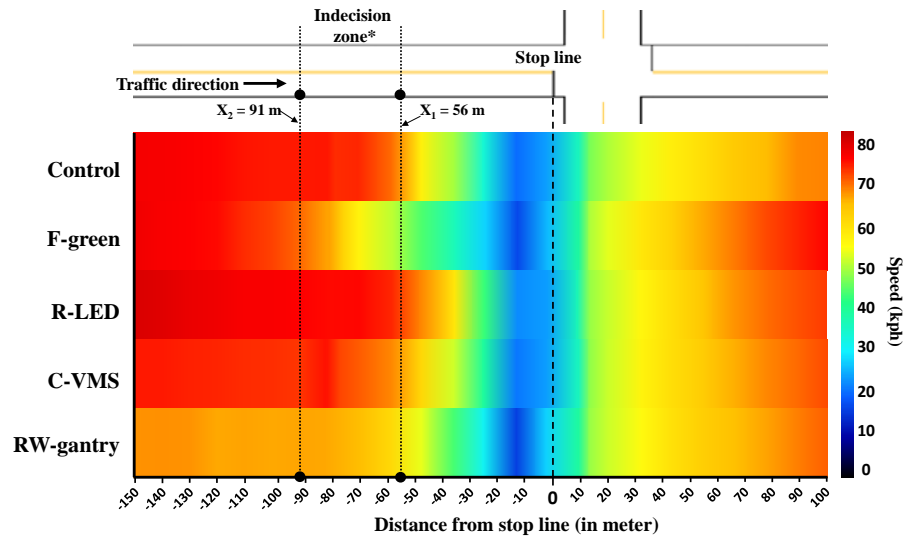 Indecision
zone*
Stop line
Traffic direction
X2 = 91 m
X1 = 56 m
Control
F-green
R-LED
C-VMS
RW-gantry
80
70
60
50
40
30
20
10
0
Speed (kph)
-150 -140 -130 -120 -110 -100 -90 -80 -70 -60 -50 -40 -30 -20 -10 0 10 20 30 40 50 60 70 80 90 100
Distance from stop line (in meter)